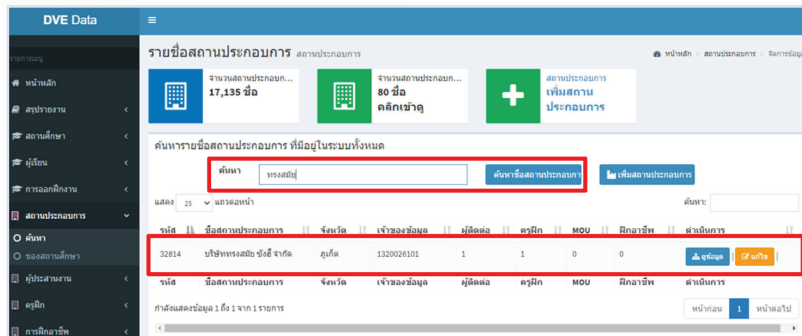 DVE Data
รายการเมนู
หน้าหลัก
สรุปรายงาน
สถานศึกษา
ผู้เรียน
การออกฝึกงาน
สถานประกอบการ
ค้นหา
ของสถานศึกษา
ผู้ประสานงาน
ครูฝึก
การฝึกอาชีพ
รายชื่อสถานประกอบการ สถานประกอบการ
หน้าหลัก > สถานประกอบการ > จัดการข้อมูล
จำนวนสถานประกอบก...
17,135 ชื่อ
จำนวนสถานประกอบก...
80 ชื่อ
คลิกเข้าดู
สถานประกอบการ
เพิ่มสถาน
ประกอบการ
ค้นหารายชื่อสถานประกอบการ ที่มีอยู่ในระบบทั้งหมด
ค้นหา ทรงสมัย ค้นหาชื่อสถานประกอบการ เพิ่มสถานประกอบการ
แสดง 25 แถวต่อหน้า ค้นหา:
รหัส ชื่อสถานประกอบการ จังหวัด เจ้าของข้อมูล ผู้ติดต่อ ครูฝึก MOU ฝึกอาชีพ ดำเนินการ
32814 บริษัททรงสมัย ซังฮี้ จำกัด ภูเก็ต 1320026101 1 1 0 0 ดูข้อมูล | แก้ไข |
รหัส ชื่อสถานประกอบการ จังหวัด เจ้าของข้อมูล ผู้ติดต่อ ครูฝึก MOU ฝึกอาชีพ ดำเนินการ
กำลังแสดงข้อมูล 1 ถึง 1 จาก 1 รายการ
หน้าก่อน 1 หน้าต่อไป